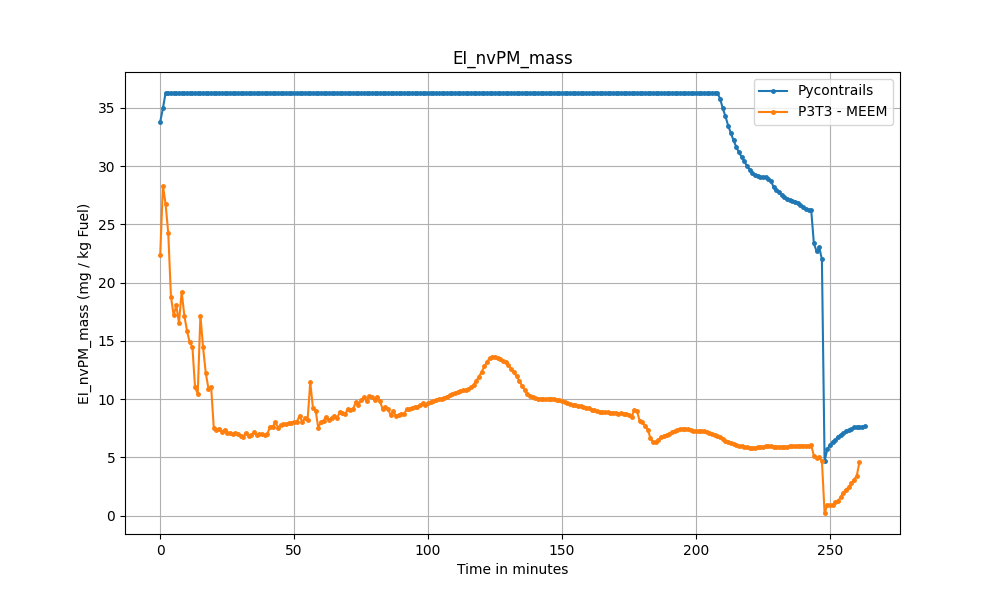 EI_nvPM_mass
Pycontrails
P3T3 - MEEM
EI_nvPM_mass (mg / kg Fuel)
35
30
25
20
15
10
5
0
0 50 100 150 200 250
Time in minutes